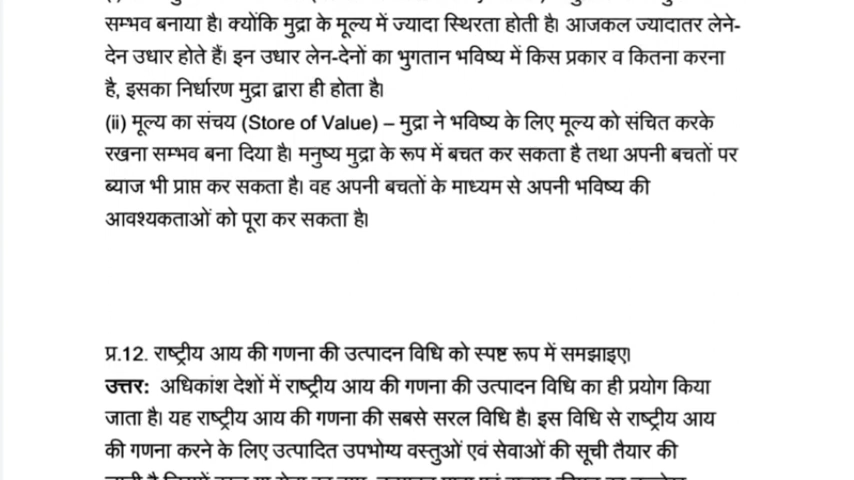 सम्भव बनाया है। क्योंकि मुद्रा के मूल्य में ज्यादा स्थिरता होती है। आजकल ज्यादातर लेने-
देन उधार होते हैं। इन उधार लेन-देनों का भुगतान भविष्य में किस प्रकार व कितना करना
है, इसका निर्धारण मुद्रा द्वारा ही होता है।
(ii) मूल्य का संचय (Store of Value) – मुद्रा ने भविष्य के लिए मूल्य को संचित करके
रखना सम्भव बना दिया है। मनुष्य मुद्रा के रूप में बचत कर सकता है तथा अपनी बचतों पर
ब्याज भी प्राप्त कर सकता है। वह अपनी बचतों के माध्यम से अपनी भविष्य की
आवश्यकताओं को पूरा कर सकता है।
प्र.12. राष्ट्रीय आय की गणना की उत्पादन विधि को स्पष्ट रूप में समझाइए।
उत्तर: अधिकांश देशों में राष्ट्रीय आय की गणना की उत्पादन विधि का ही प्रयोग किया
जाता है। यह राष्ट्रीय आय की गणना की सबसे सरल विधि है। इस विधि से राष्ट्रीय आय
की गणना करने के लिए उत्पादित उपभोग्य वस्तुओं एवं सेवाओं की सूची तैयार की